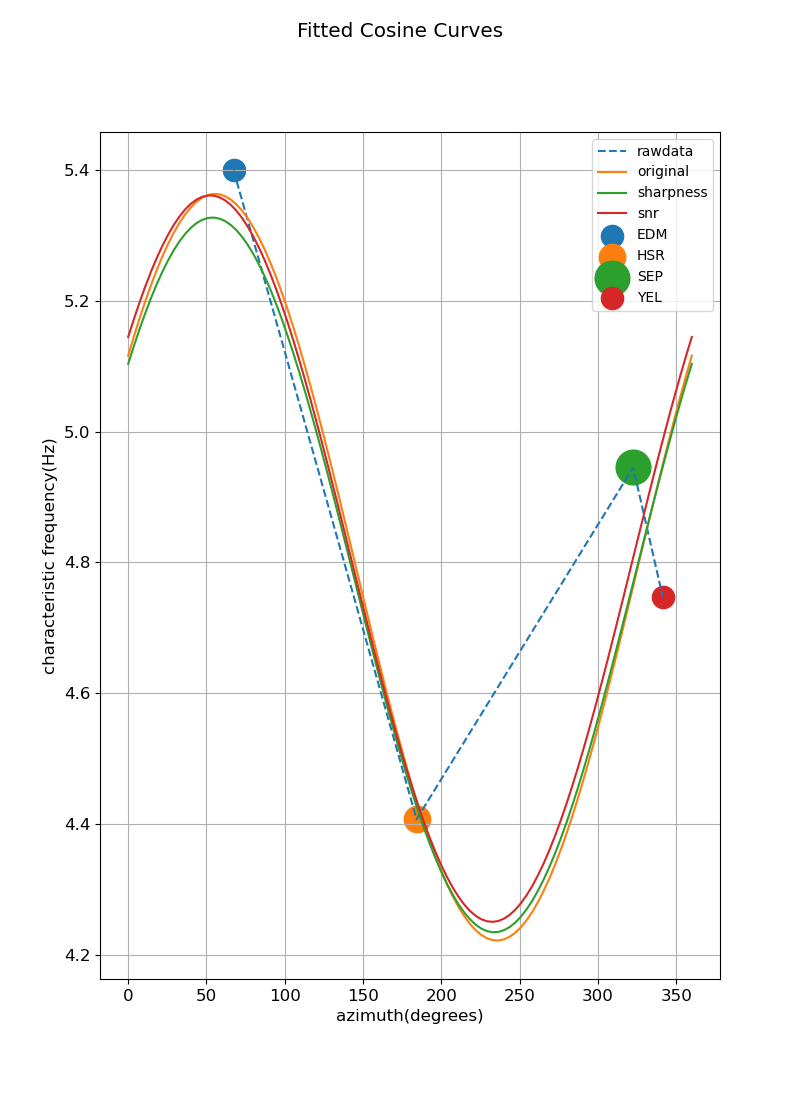 Fitted Cosine Curves
5.4
5.2
5.0
4.8
4.6
4.4
4.2
characteristic frequency(Hz)
rawdata
original
sharpness
snr
EDM
HSR
SEP
YEL
0 50 100 150 200 250 300 350
azimuth(degrees)